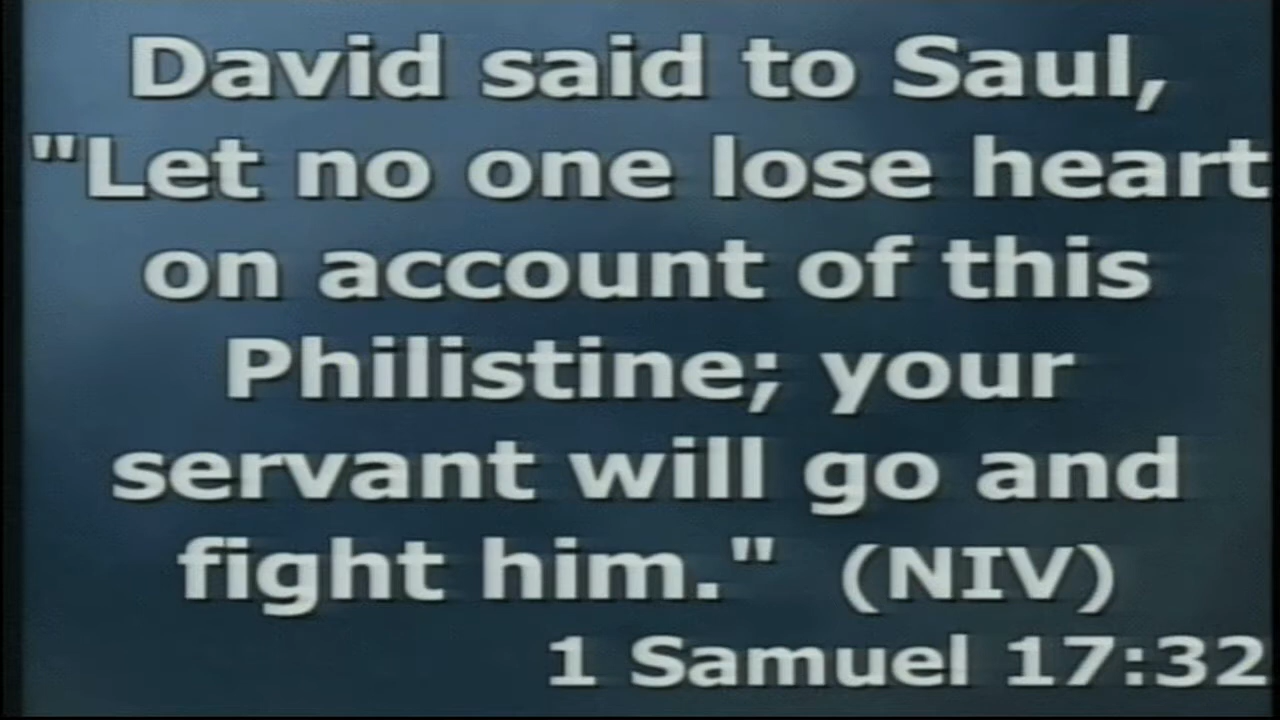 David said to Saul,
"Let no one lose heart
on account of this
Philistine; your
servant will go and
fight him." (NIV)
1 Samuel 17:32